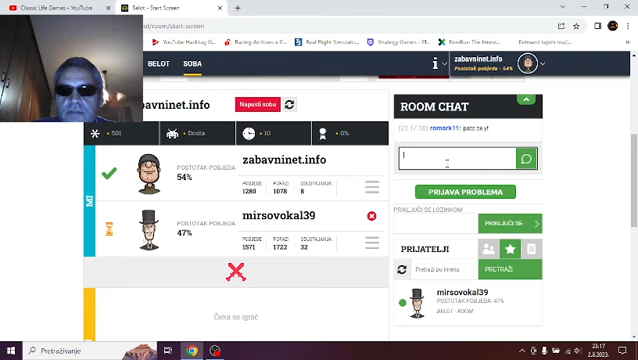 Classic Life Games - YouTube
Belot - Start Screen
ot/room/start-screen
YouTube Hashtag G
Racing Archives » P
Real Flight Simulato
Strategy Games - Pl
BELOT
SOBA
zabavninet.info
Postotak pobjeda - 54%
bavninet.info
Napusti sobu
501
Dosta
10
0%
MI
POSTOTAK POBJEDA
54%
zabavninet.info
POBJEDE
1280
PORAZI
1078
ODUSTAJANJA
8
POSTOTAK POBJEDA
47%
mirsovokal39
POBJEDE
1571
PORAZI
1722
ODUSTAJANJA
32
Čeka se igrač
ROOM CHAT
(23.17.38) romark11: pozz za yt
PRIJAVA PROBLEMA
PRIKLJUČI SE LOZINKOM
PRIKLJUČI SE
PRIJATELJI
Pretraži po imenu
PRETRAŽI
mirsovokal39
POSTOTAK POBJEDA: 47%
BELOT ROOM
Pretraživanje
23:17
2.8.2023.